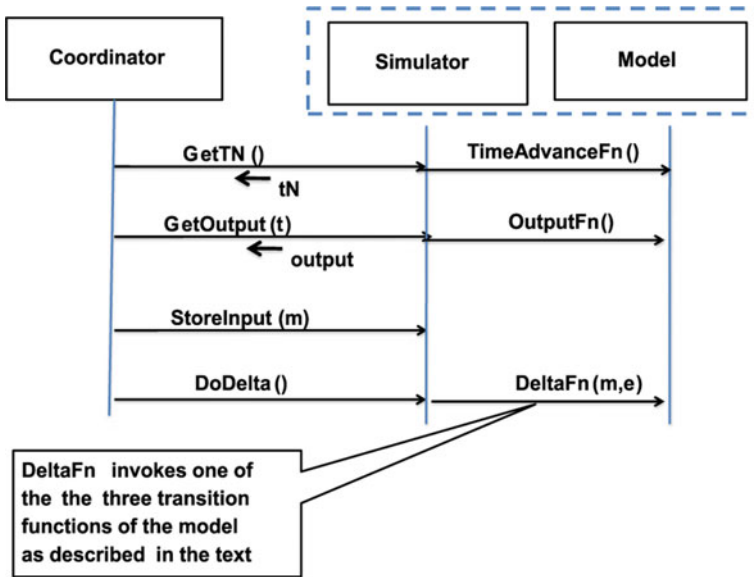 Coordinator
Simulator
Model
GetTN ()
TimeAdvanceFn()
tN
GetOutput (t)
OutputFn()
output
StoreInput (m)
DoDelta ()
DeltaFn (m,e)
DeltaFn invokes one of
the the three transition
functions of the model
as described in the text